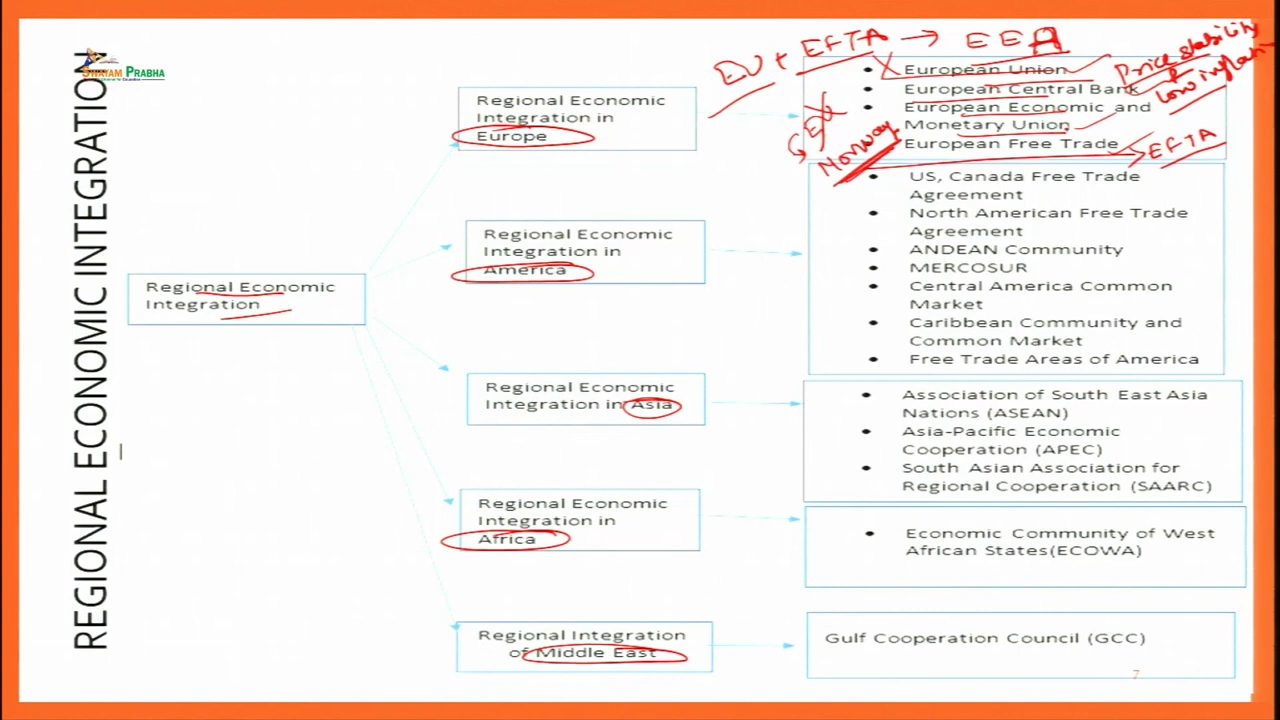 REGIONAL ECONOMIC INTEGRATION
SWAYAM PRABHA
Regional Economic
Integration
Regional Economic
Integration in
Europe
EU + EFTA → EEA
Price stability
&
low inflation
• European Union
• European Central Bank
• European Economic and
Monetary Union
European Free Trade
EFTA
Norway
Regional Economic
Integration in
America
• US, Canada Free Trade
Agreement
• North American Free Trade
Agreement
• ANDEAN Community
• MERCOSUR
• Central America Common
Market
• Caribbean Community and
Common Market
• Free Trade Areas of America
Regional Economic
Integration in Asia
• Association of South East Asia
Nations (ASEAN)
• Asia-Pacific Economic
Cooperation (APEC)
• South Asian Association for
Regional Cooperation (SAARC)
Regional Economic
Integration in
Africa
• Economic Community of West
African States(ECOWA)
Regional Integration
of Middle East
Gulf Cooperation Council (GCC)
7